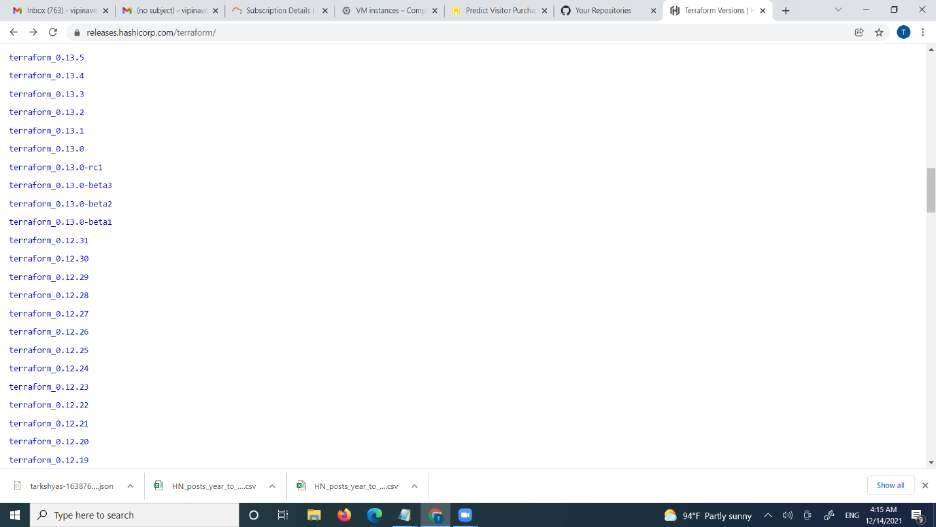 Inbox (763) - vipinave
(no subject) - vipinav
Subscription Details |
VM instances – Comp
Predict Visitor Purcha
Your Repositories
Terraform Versions |
releases.hashicorp.com/terraform/
T
terraform_0.13.5
terraform_0.13.4
terraform_0.13.3
terraform_0.13.2
terraform_0.13.1
terraform_0.13.0
terraform_0.13.0-rc1
terraform_0.13.0-beta3
terraform_0.13.0-beta2
terraform_0.13.0-beta1
terraform_0.12.31
terraform_0.12.30
terraform_0.12.29
terraform_0.12.28
terraform_0.12.27
terraform_0.12.26
terraform_0.12.25
terraform_0.12.24
terraform_0.12.23
terraform_0.12.22
terraform_0.12.21
terraform_0.12.20
terraform_0.12.19
tarkshyas-163876....json
HN_posts_year_to_....csv
HN_posts_year_to_....csv
Show all
Type here to search
94°F Partly sunny
ENG
4:15 AM
12/14/2021
9